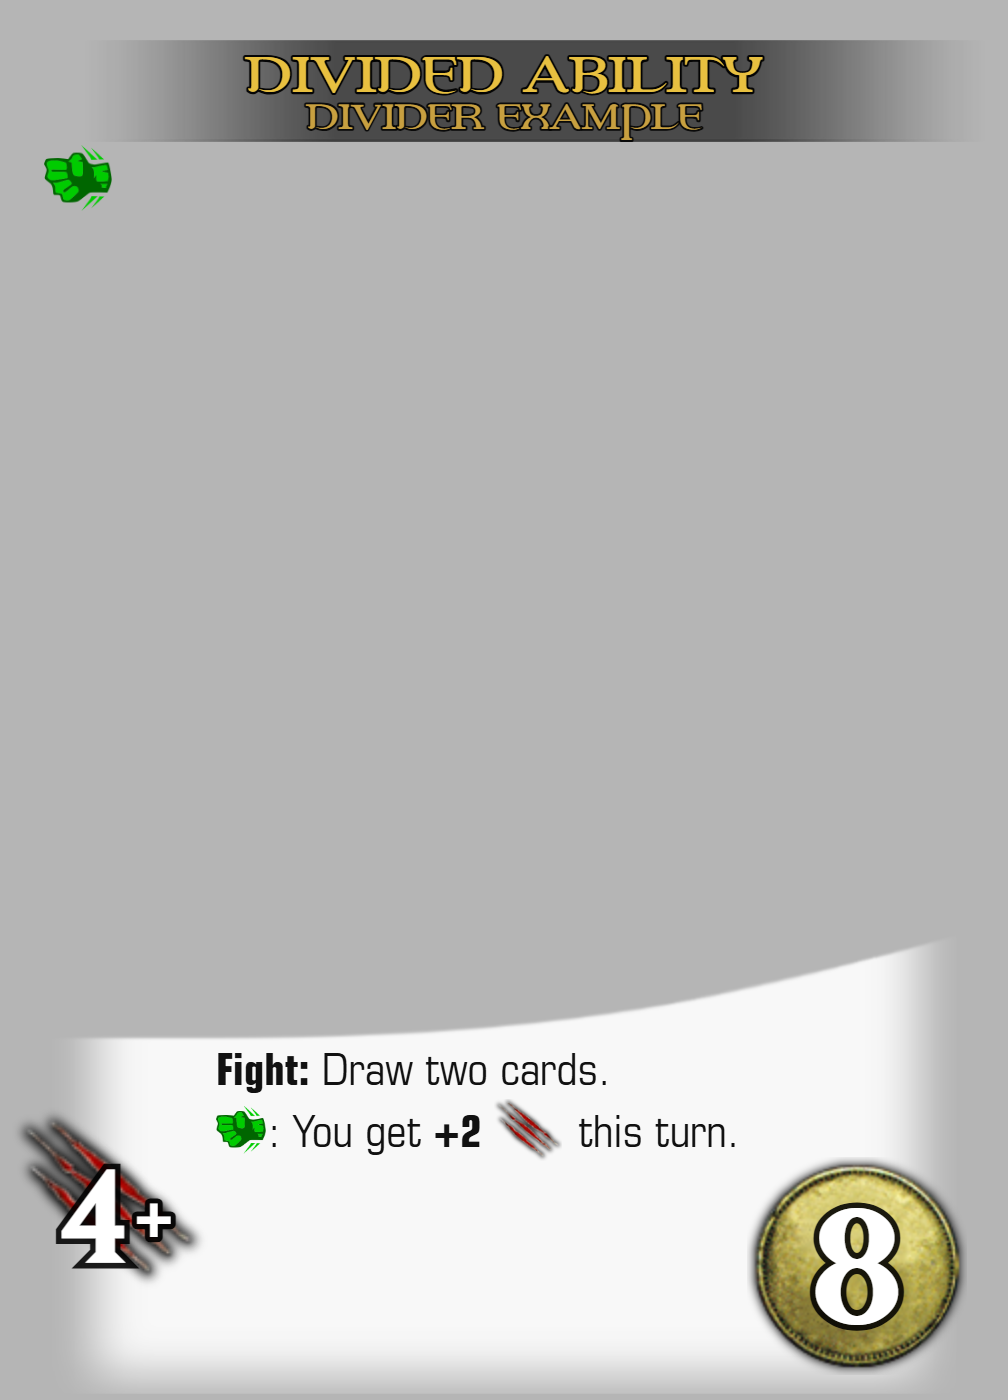 DIVIDED ABILITY
DIVIDER EXAMPLE
Fight: Draw two cards.
: You get +2 this turn.
4+
8